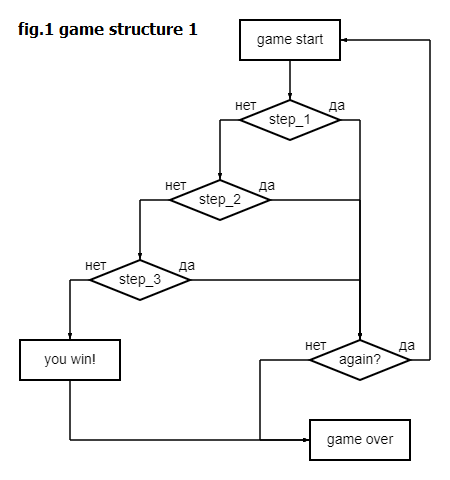 fig.1 game structure 1
game start
нет
да
step_1
нет
да
step_2
нет
да
step_3
нет
да
you win!
again?
game over